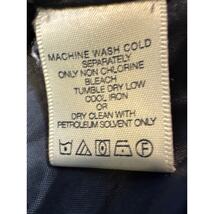 MACHINE WASH COLD
SEPARATELY
ONLY NON CHLORINE
BLEACH
TUMBLE DRY LOW
COOL IRON
OR
DRY CLEAN WITH
PETROLEUM SOLVENT ONLY
F